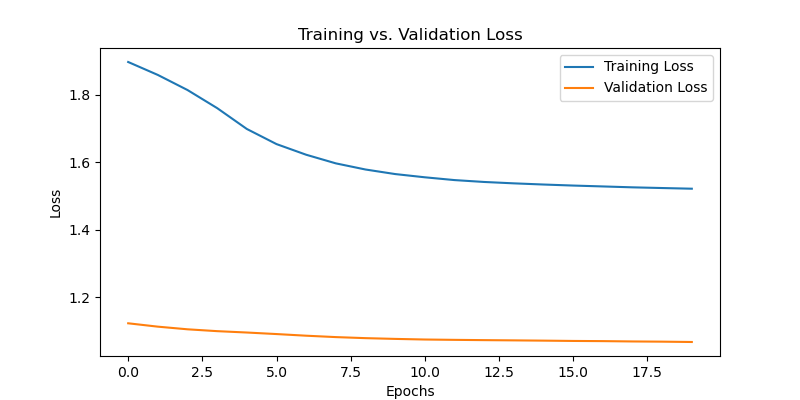 Training vs. Validation Loss
Training Loss
Validation Loss
1.8
1.6
1.4
1.2
Loss
0.0 2.5 5.0 7.5 10.0 12.5 15.0 17.5
Epochs